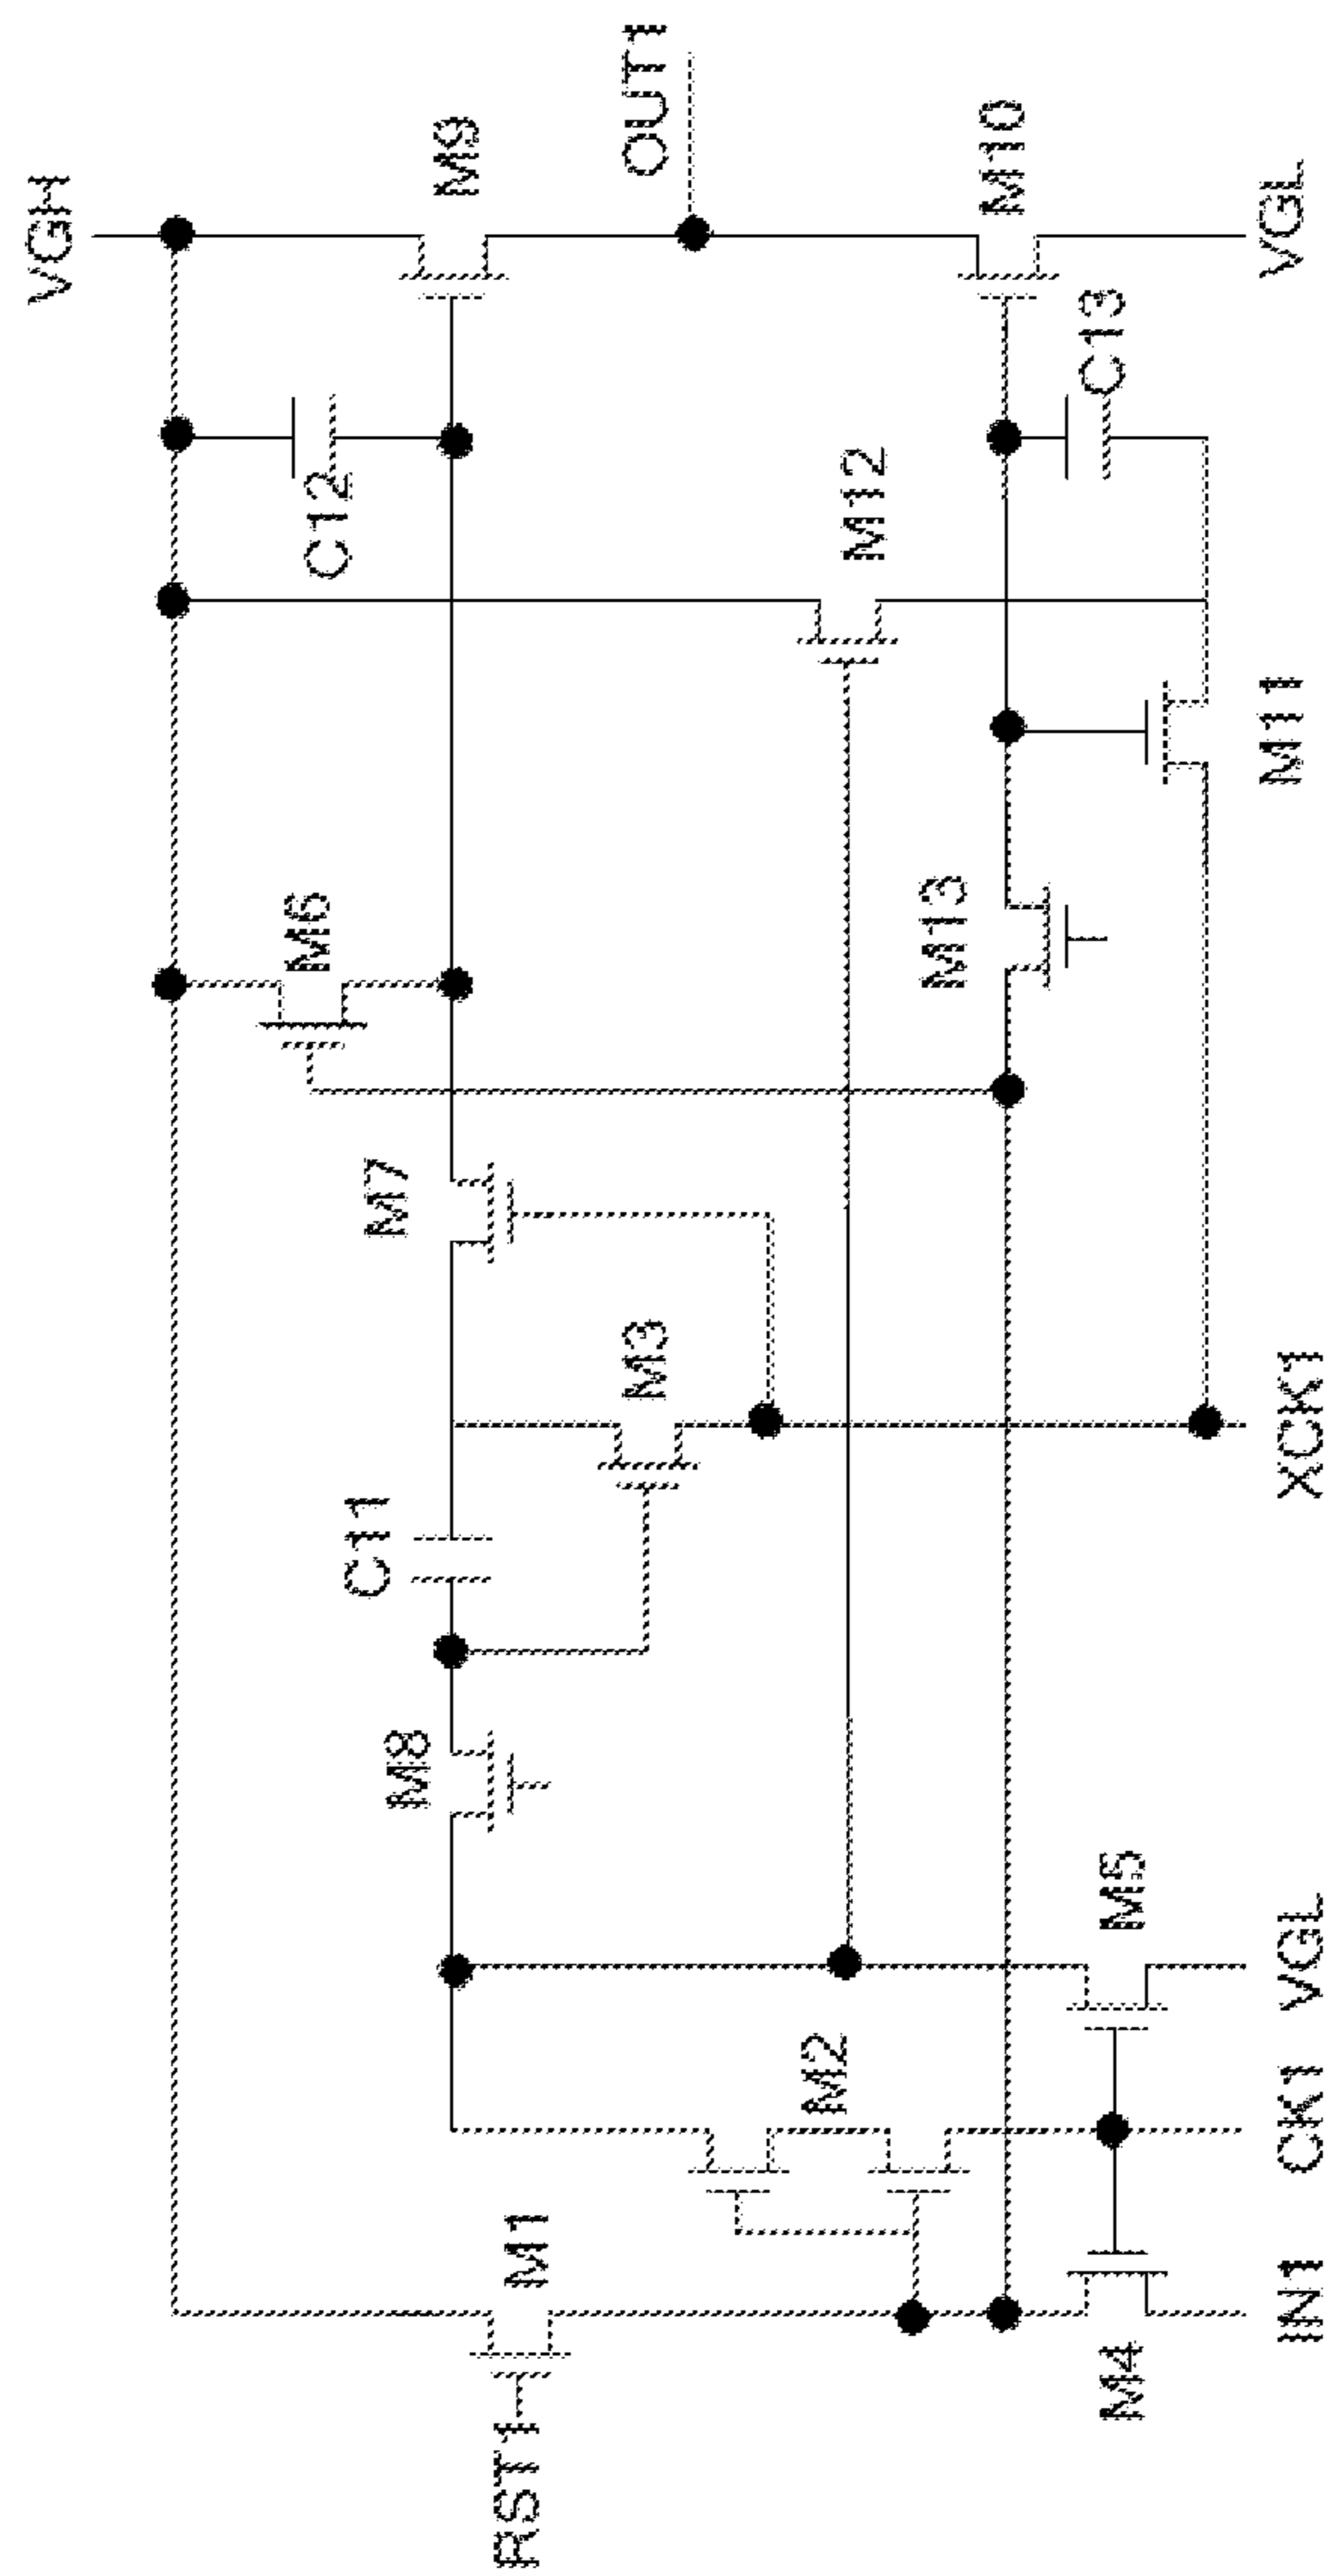 VGH
M9
OUT1
M10
VGL
C12
C13
M12
M6
M11
M13
M7
M3
XCK1
C11
M8
M5
VGL
M2
CK1
M1
IN1
M4
RST1